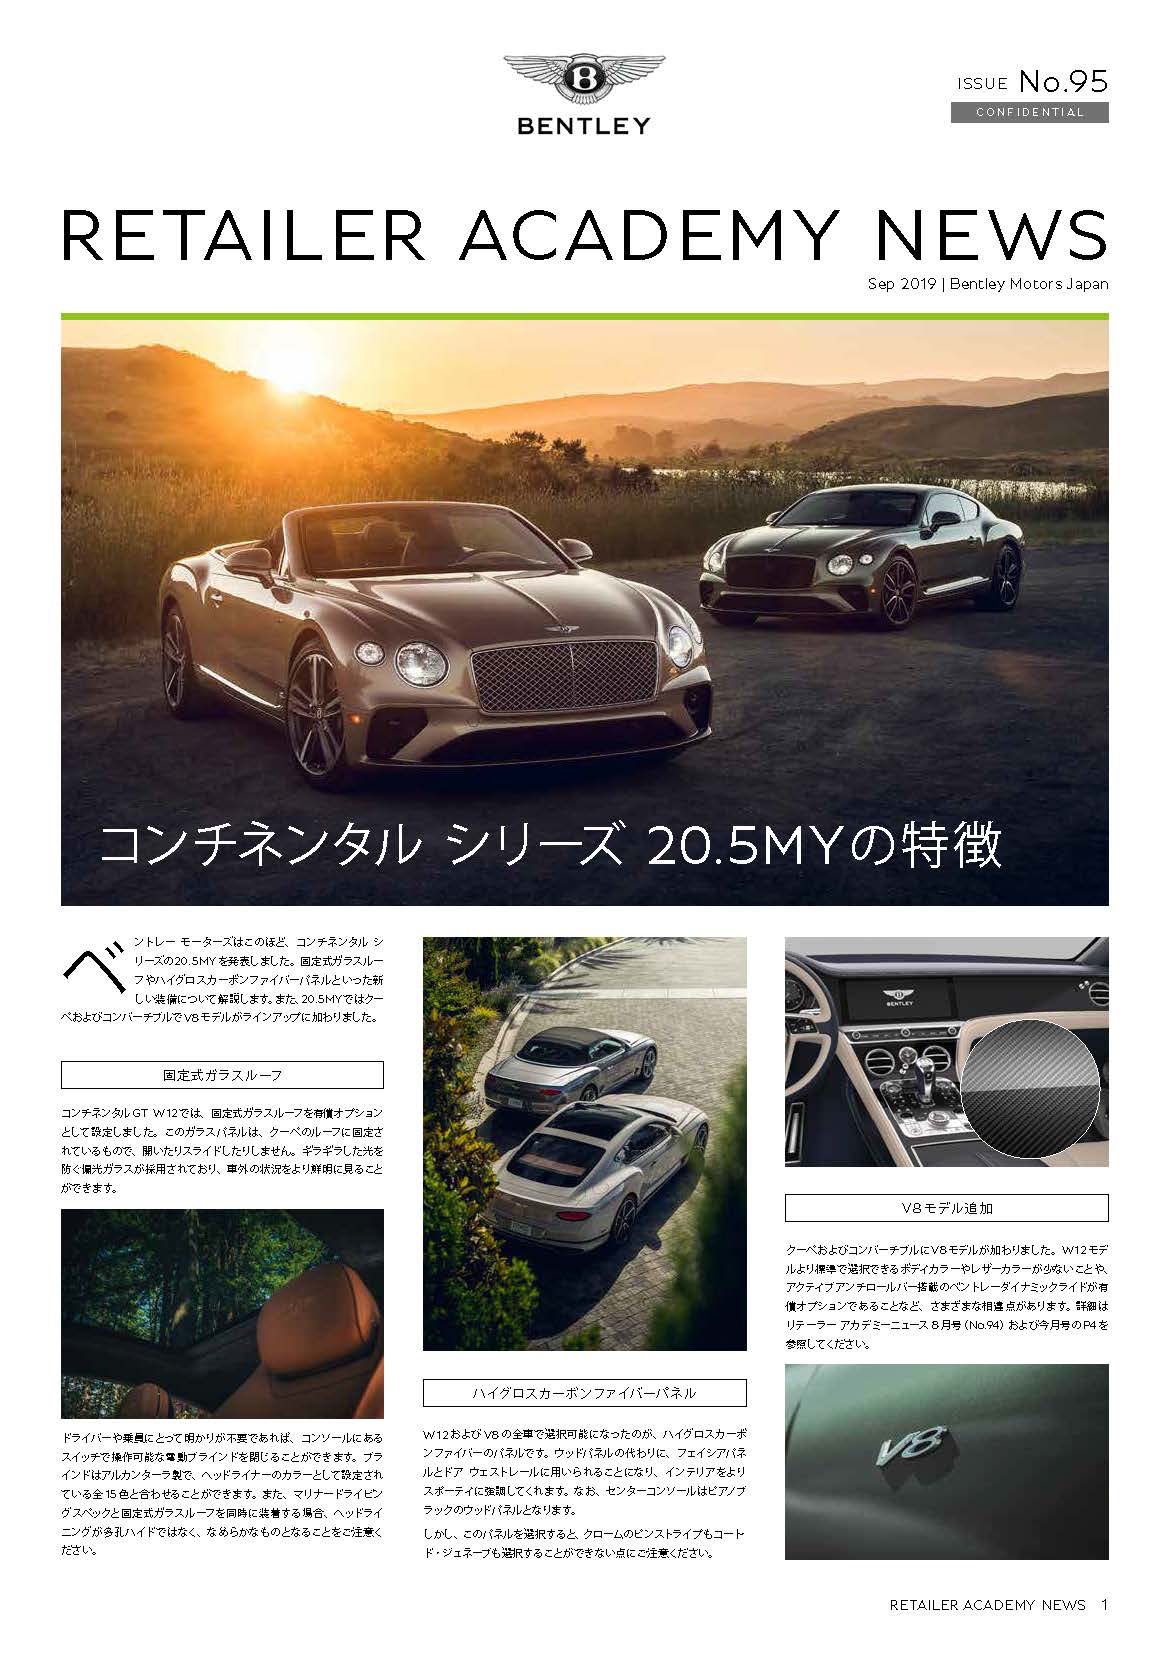 BENTLEY
ISSUE No.95
CONFIDENTIAL
RETAILER ACADEMY NEWS
Sep 2019 | Bentley Motors Japan
コンチネンタル シリーズ 20.5MYの特徴
ベントレー モーターズはこのほど、コンチネンタル シ
リーズの20.5MYを発表しました。固定式ガラスルー
フやハイグロスカーボンファイバーパネルといった新
しい装備について解説します。また、20.5MYではクー
ペおよびコンバーチブルでV8モデルがラインアップに加わりました。
固定式ガラスルーフ
コンチネンタルGT W12では、固定式ガラスルーフを有償オプション
として設定しました。このガラスパネルは、クーペのルーフに固定さ
れているもので、開いたりスライドしたりしません。ギラギラした光を
防ぐ偏光ガラスが採用されており、車外の状況をより鮮明に見ること
ができます。
ドライバーや乗員にとって明かりが不要であれば、コンソールにある
スイッチで操作可能な電動ブラインドを閉じることができます。ブラ
インドはアルカンターラ製で、ヘッドライナーのカラーとして設定され
ている全15色と合わせることができます。また、マリナードライビン
グスペックと固定式ガラスルーフを同時に装着する場合、ヘッドライ
ニングが多孔ハイドではなく、なめらかなものとなることをご注意く
ださい。
ハイグロスカーボンファイバーパネル
W12およびV8の全車で選択可能になったのが、ハイグロスカーボ
ンファイバーのパネルです。ウッドパネルの代わりに、フェイシアパネ
ルとドア ウェストレールに用いられることになり、インテリアをより
スポーティに強調してくれます。なお、センターコンソールはピアノブ
ラックのウッドパネルとなります。
しかし、このパネルを選択すると、クロームのピンストライプもコート・
ド・ジュネーブも選択することができない点にご注意ください。
BENTLEY
V8モデル追加
クーペおよびコンバーチブルにV8モデルが加わりました。W12モデ
ルより標準で選択できるボディカラーやレザーカラーが少ないことや、
アクティブアンチロールバー搭載のベントレーダイナミックライドが有
償オプションであることなど、さまざまな相違点があります。詳細は
リテーラー アカデミーニュース8月号（No.94）および今月号のP4を
参照してください。
V8
RETAILER ACADEMY NEWS 1